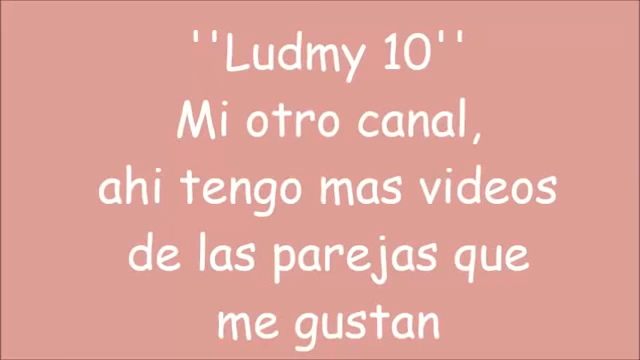 ''Ludmy 10''
Mi otro canal,
ahi tengo mas videos
de las parejas que
me gustan